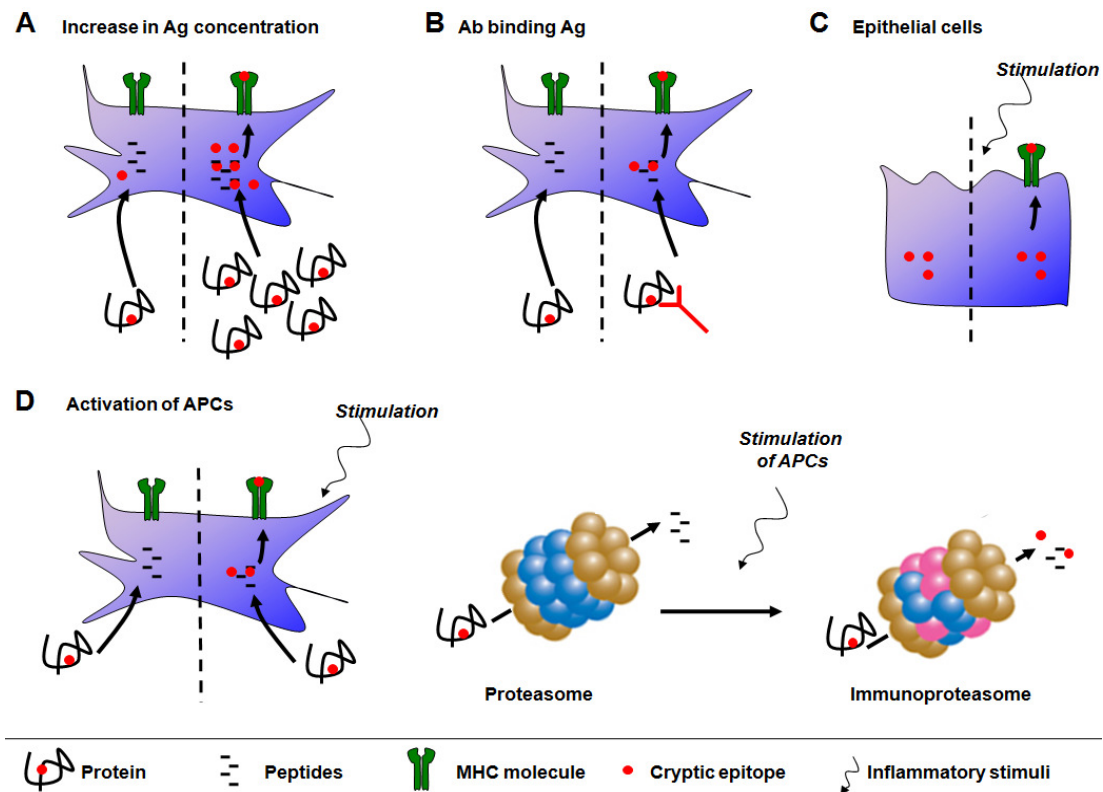 A Increase in Ag concentration
B Ab binding Ag
C Epithelial cells
Stimulation
D Activation of APCs
Stimulation
Stimulation
of APCs
Proteasome
Immunoproteasome
Protein
Peptides
MHC molecule
Cryptic epitope
Inflammatory stimuli